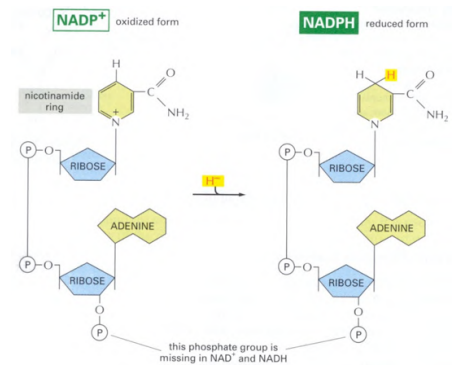 NADP+ oxidized form
NADPH reduced form
H
O
C
NH2
nicotinamide
ring
+
N
P
O
RIBOSE
ADENINE
P
O
RIBOSE
O
P
H−
H
H
O
C
NH2
N
P
O
RIBOSE
ADENINE
P
O
RIBOSE
O
P
this phosphate group is
missing in NAD+ and NADH